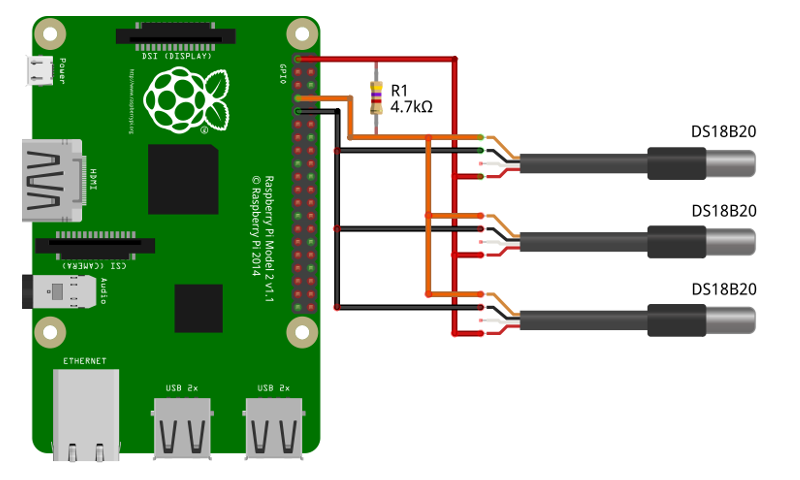 DSI (DISPLAY)
Power
GPIO
http://www.raspberrypi.org
®
R1
4.7kΩ
DS18B20
HDMI
Raspberry Pi Model 2 v1.1
© Raspberry Pi 2014
DS18B20
CSI (CAMERA)
Audio
DS18B20
ETHERNET
USB 2x
USB 2x